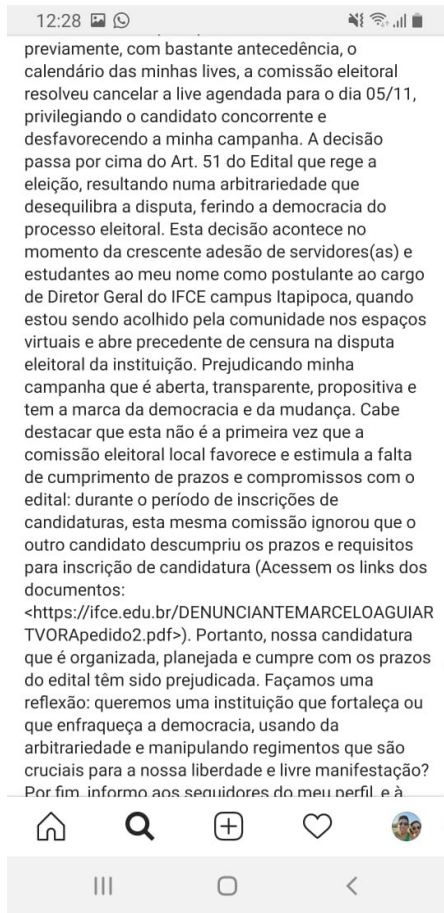 12:28
previamente, com bastante antecedência, o
calendário das minhas lives, a comissão eleitoral
resolveu cancelar a live agendada para o dia 05/11,
privilegiando o candidato concorrente e
desfavorecendo a minha campanha. A decisão
passa por cima do Art. 51 do Edital que rege a
eleição, resultando numa arbitrariedade que
desequilibra a disputa, ferindo a democracia do
processo eleitoral. Esta decisão acontece no
momento da crescente adesão de servidores(as) e
estudantes ao meu nome como postulante ao cargo
de Diretor Geral do IFCE campus Itapipoca, quando
estou sendo acolhido pela comunidade nos espaços
virtuais e abre precedente de censura na disputa
eleitoral da instituição. Prejudicando minha
campanha que é aberta, transparente, propositiva e
tem a marca da democracia e da mudança. Cabe
destacar que esta não é a primeira vez que a
comissão eleitoral local favorece e estimula a falta
de cumprimento de prazos e compromissos com o
edital: durante o período de inscrições de
candidaturas, esta mesma comissão ignorou que o
outro candidato descumpriu os prazos e requisitos
para inscrição de candidatura (Acessem os links dos
documentos:
<https://ifce.edu.br/DENUNCIANTEMARCELOAGUIAR
TVORApedido2.pdf>). Portanto, nossa candidatura
que é organizada, planejada e cumpre com os prazos
do edital têm sido prejudicada. Façamos uma
reflexão: queremos uma instituição que fortaleça ou
que enfraqueça a democracia, usando da
arbitrariedade e manipulando regimentos que são
cruciais para a nossa liberdade e livre manifestação?
Por fim, informo aos seguidores do meu perfil, e à